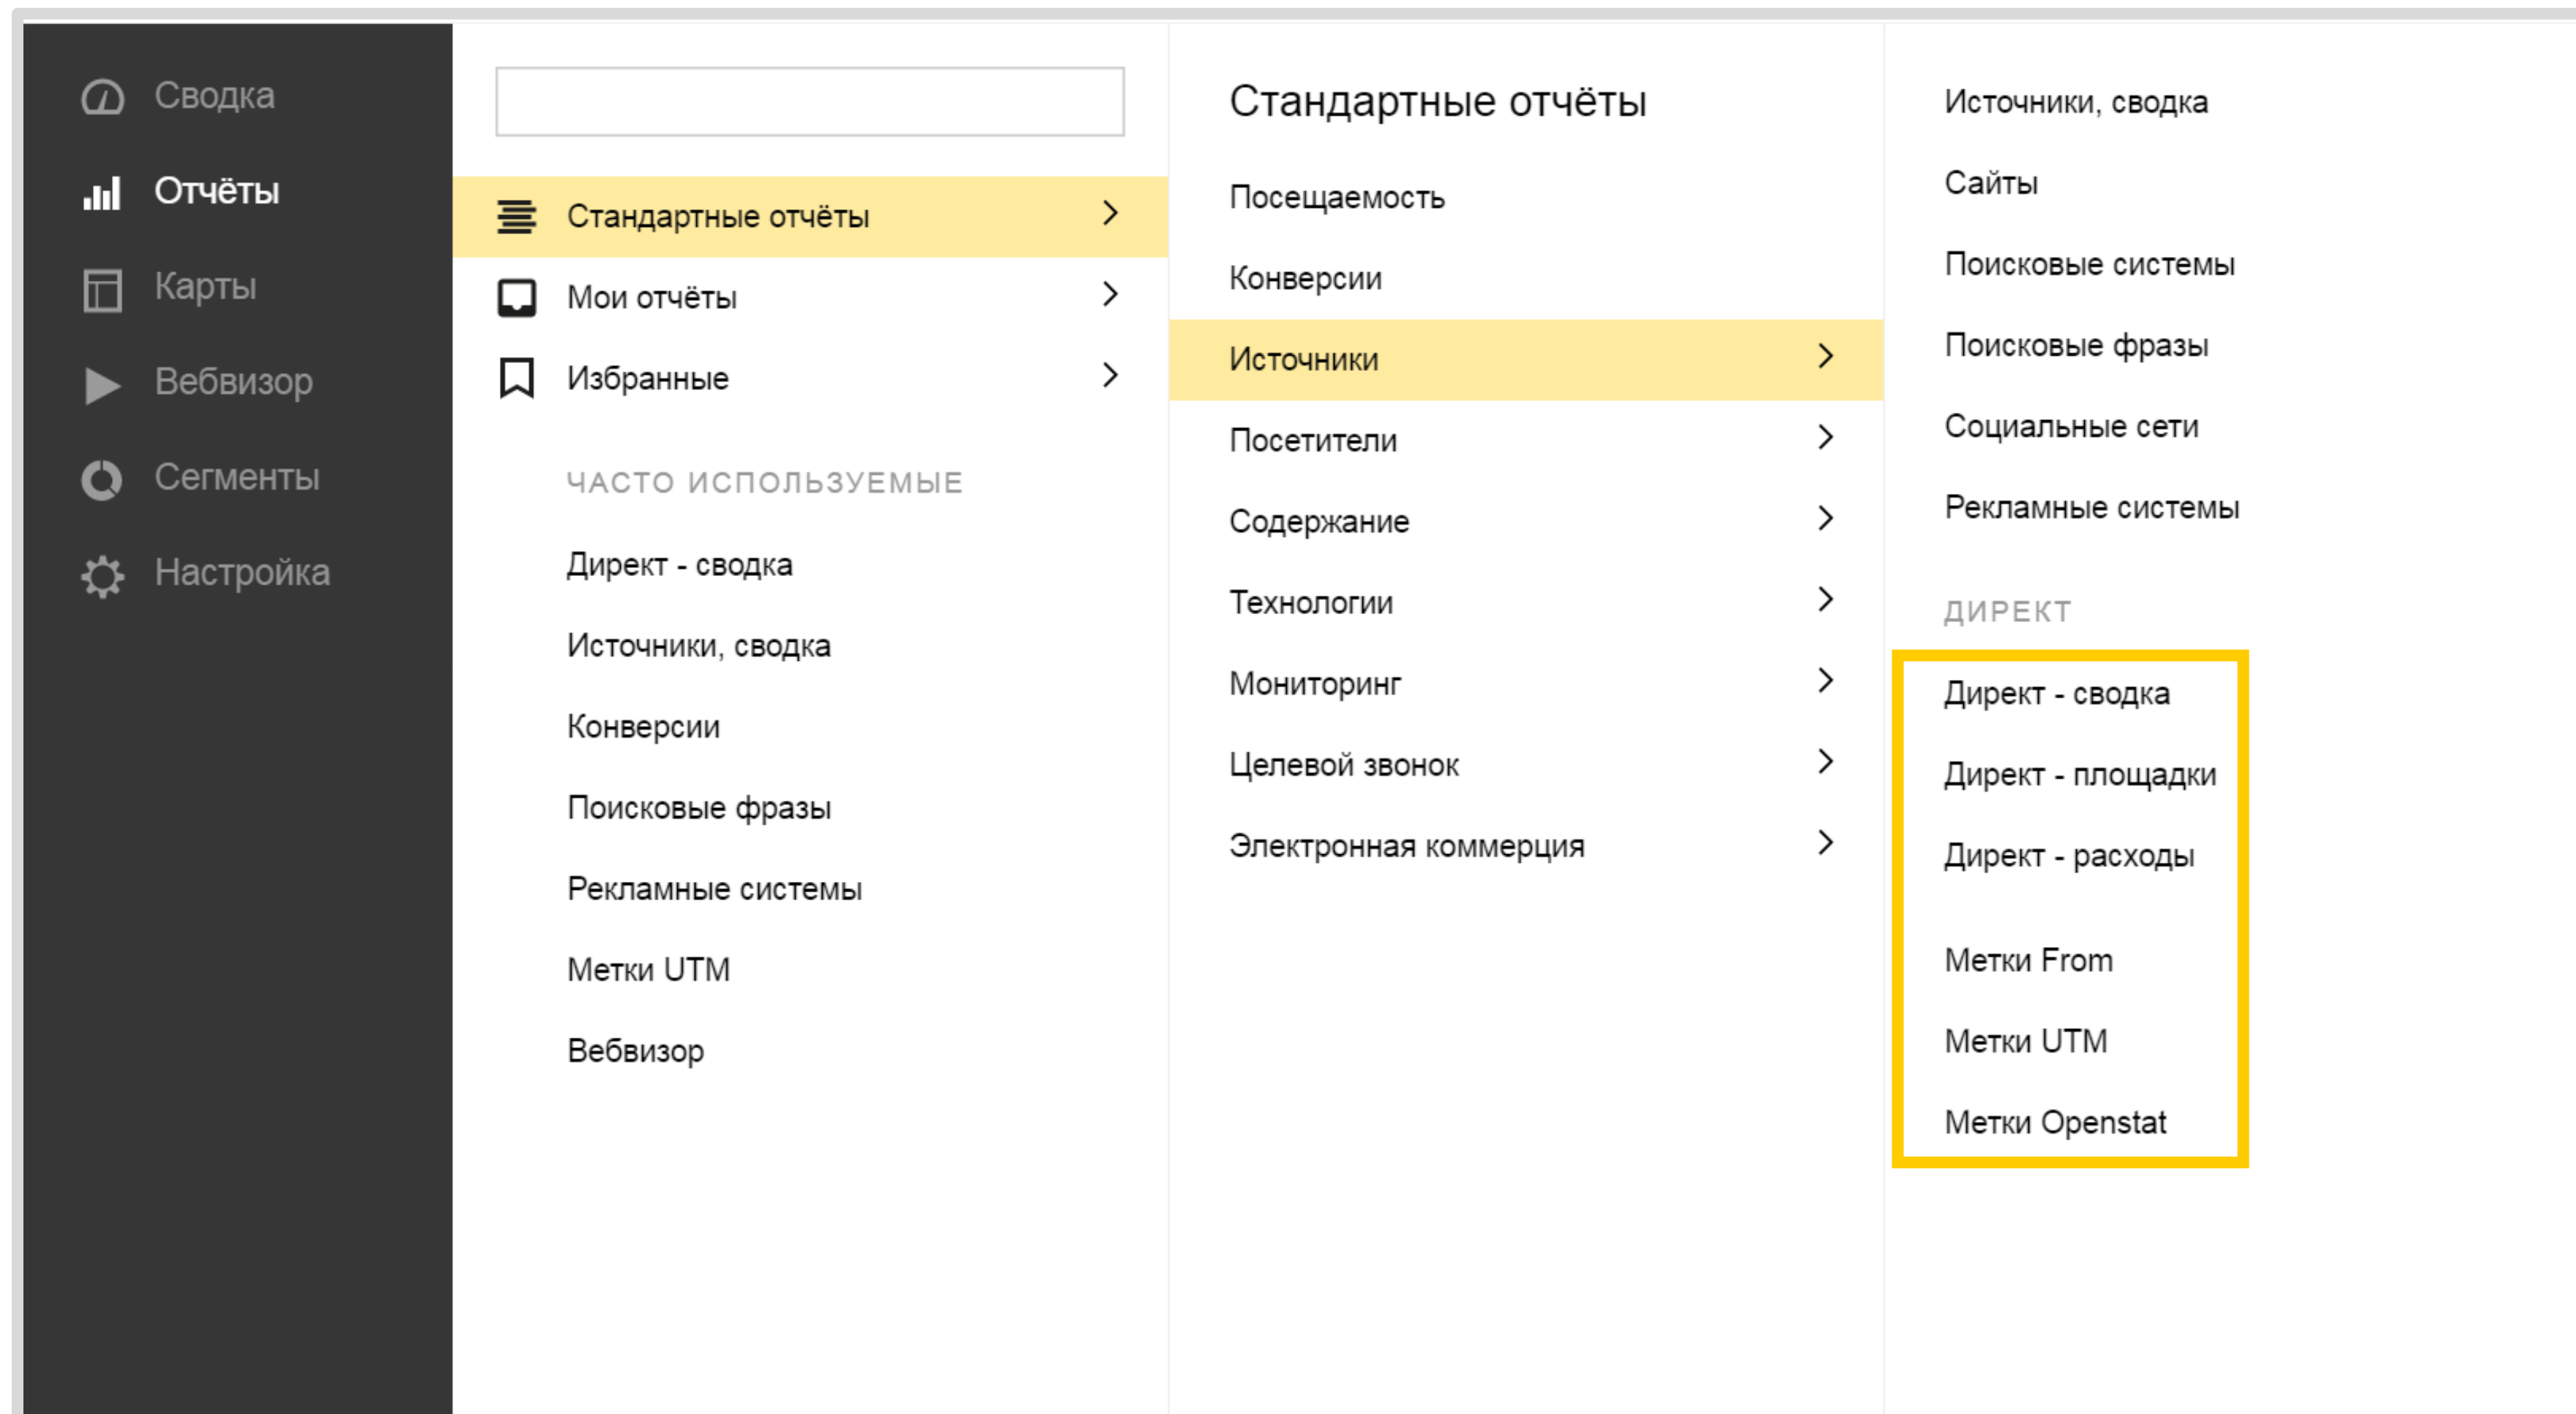 Сводка
Отчёты
Карты
Вебвизор
Сегменты
Настройка
Стандартные отчёты
Мои отчёты
Избранные
ЧАСТО ИСПОЛЬЗУЕМЫЕ
Директ - сводка
Источники, сводка
Конверсии
Поисковые фразы
Рекламные системы
Метки UTM
Вебвизор
Стандартные отчёты
Посещаемость
Конверсии
Источники
Посетители
Содержание
Технологии
Мониторинг
Целевой звонок
Электронная коммерция
Источники, сводка
Сайты
Поисковые системы
Поисковые фразы
Социальные сети
Рекламные системы
ДИРЕКТ
Директ - сводка
Директ - площадки
Директ - расходы
Метки From
Метки UTM
Метки Openstat